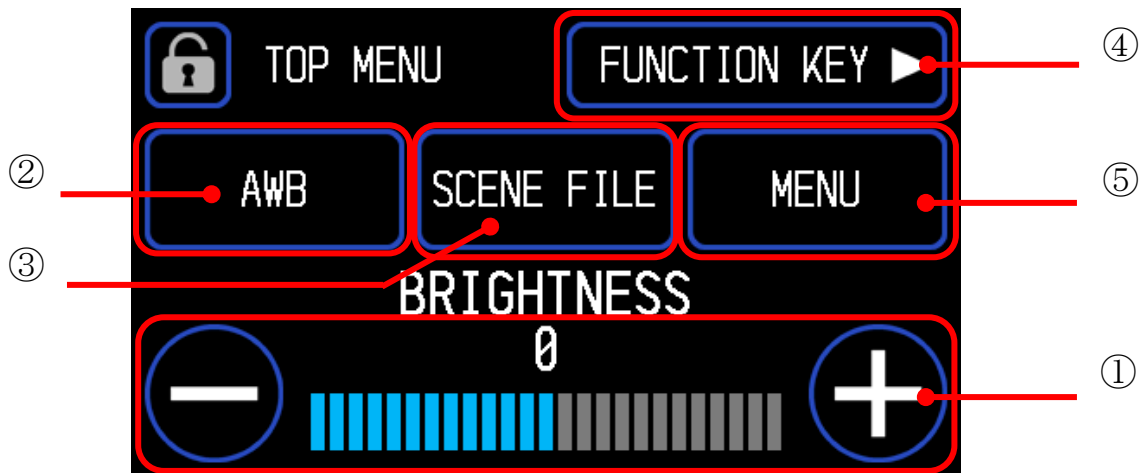 TOP MENU FUNCTION KEY ▶ ④
② AWB SCENE FILE MENU ⑤
③
BRIGHTNESS
0
①